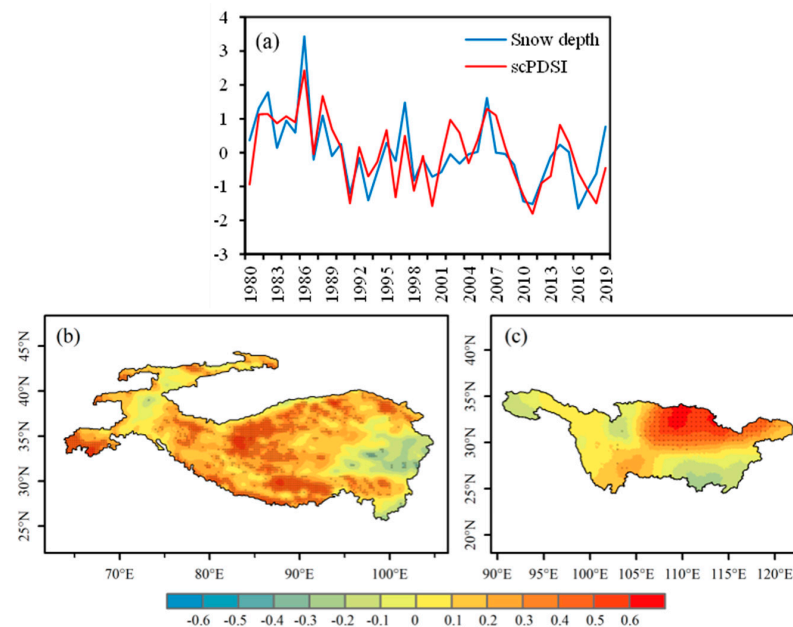 4
(a)
Snow depth
3
scPDSI
2
1
0
-1
-2
-3
1980
1983
1986
1989
1992
1995
1998
2001
2004
2007
2010
2013
2016
2019
(b)
45°N
40°N
35°N
30°N
25°N
70°E 80°E 90°E 100°E
(c)
40°N
35°N
30°N
25°N
20°N
90°E 95°E 100°E 105°E 110°E 115°E 120°E
-0.6 -0.5 -0.4 -0.3 -0.2 -0.1 0 0.1 0.2 0.3 0.4 0.5 0.6